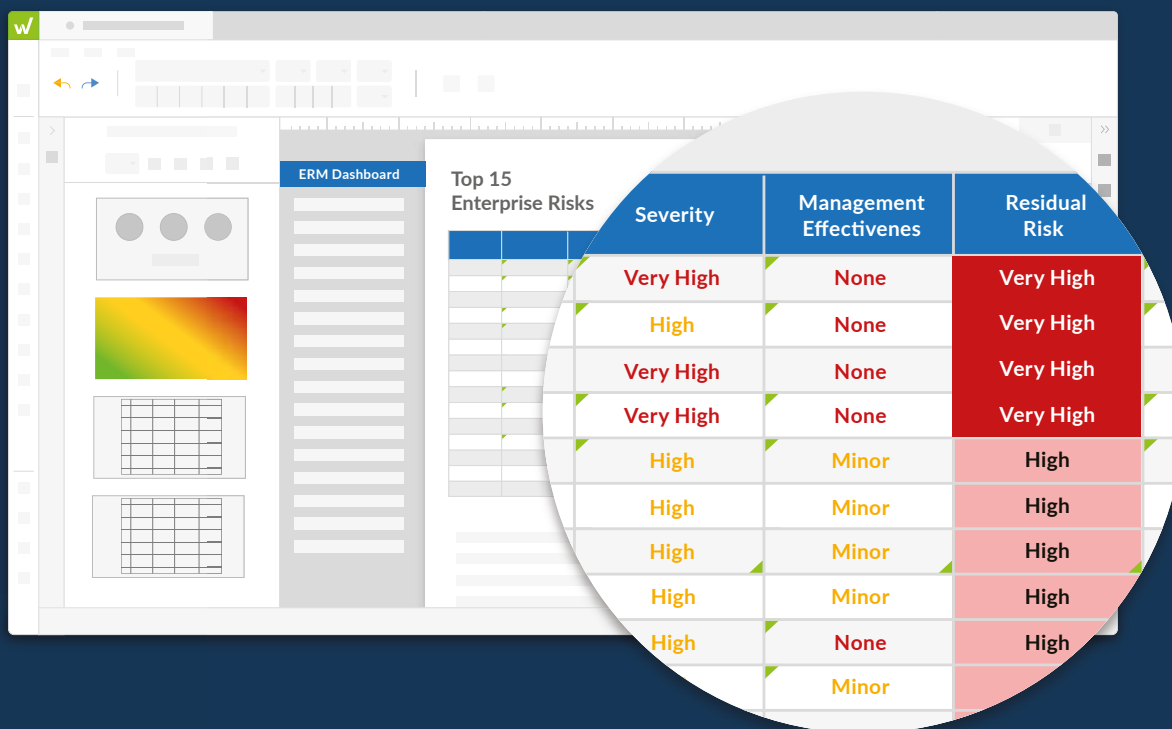 W
ERM Dashboard
Top 15
Enterprise Risks
Severity
Management
Effectivenes
Residual
Risk
Very High None Very High
High None Very High
Very High None Very High
Very High None Very High
High Minor High
High Minor High
High Minor High
High Minor High
High None High
Minor